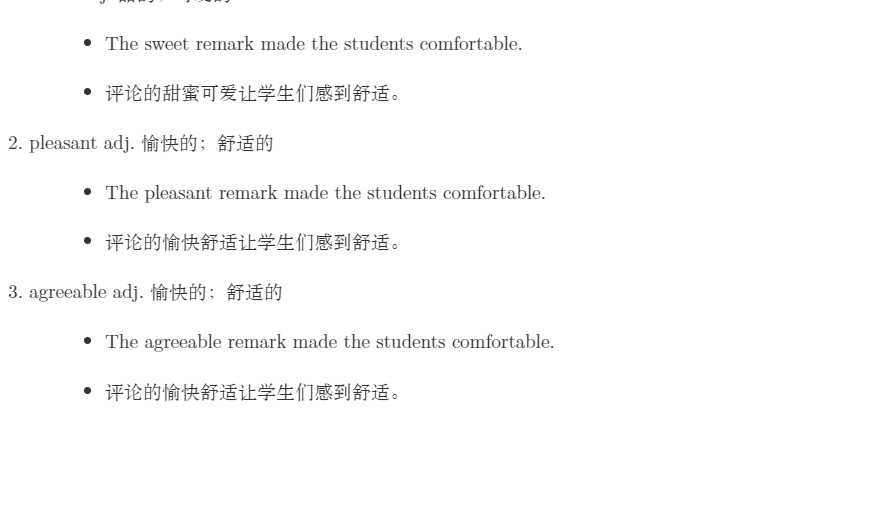 The sweet remark made the students comfortable.
评论的甜蜜可爱让学生们感到舒适。
2. pleasant adj. 愉快的；舒适的
The pleasant remark made the students comfortable.
评论的愉快舒适让学生们感到舒适。
3. agreeable adj. 愉快的；舒适的
The agreeable remark made the students comfortable.
评论的愉快舒适让学生们感到舒适。